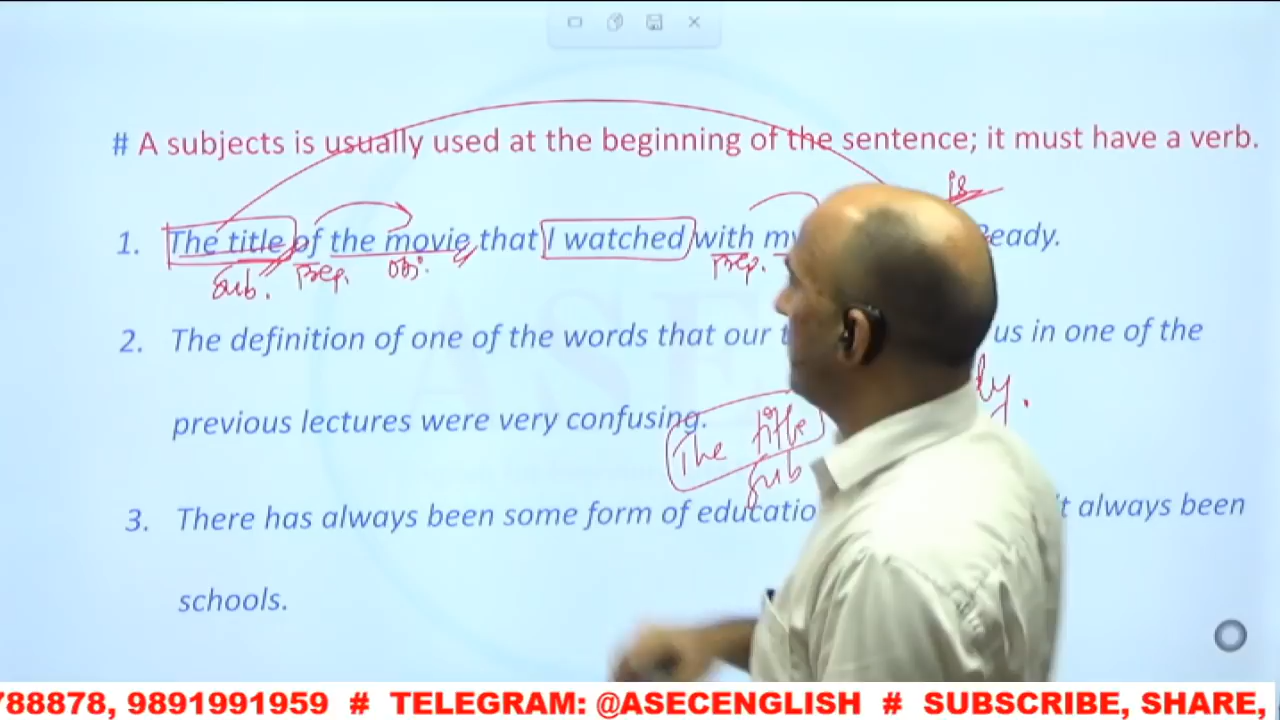 # A subjects is usually used at the beginning of the sentence; it must have a verb.
is
1. The title of the movie that I watched with my Ready.
Sub. prep. obj. prep.
2. The definition of one of the words that our us in one of the
dy.
previous lectures were very confusing.
The title
Sub
3. There has always been some form of educatio always been
schools.
788878, 9891991959 # TELEGRAM: @ASECENGLISH # SUBSCRIBE, SHARE,